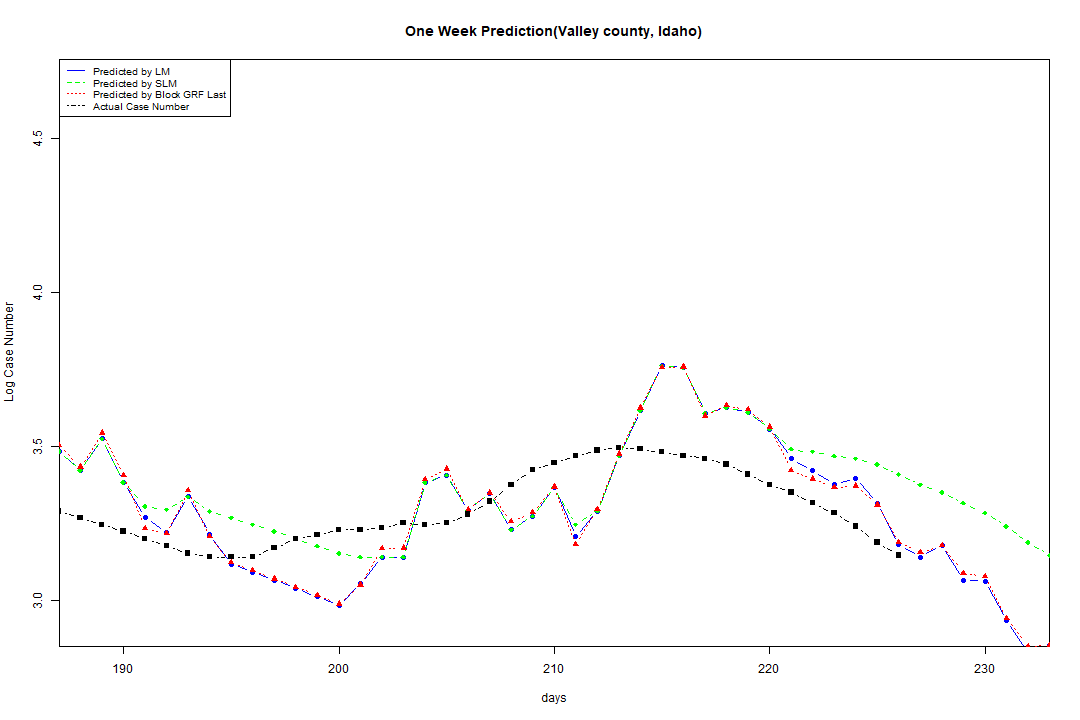 One Week Prediction(Valley county, Idaho)
Predicted by LM
Predicted by SLM
Predicted by Block GRF Last
Actual Case Number
4.5
4.0
3.5
3.0
Log Case Number
190 200 210 220 230
days